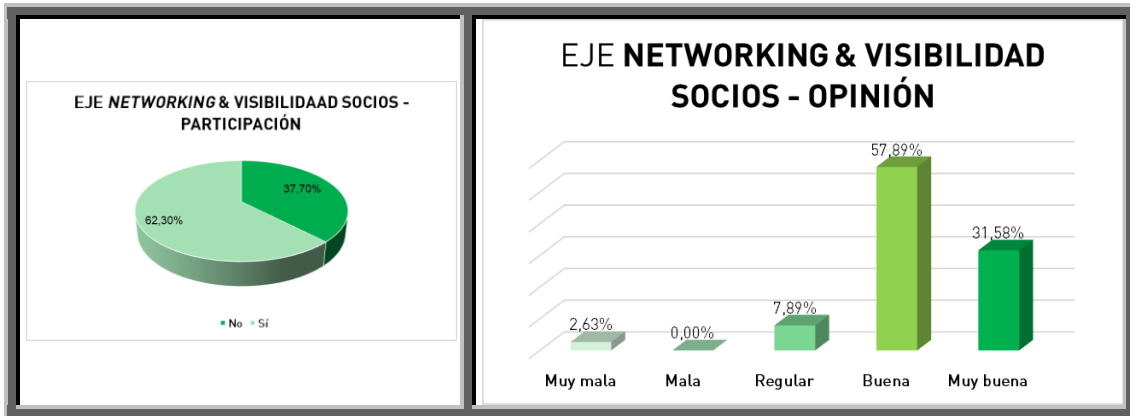 EJE NETWORKING & VISIBILIDAAD SOCIOS -
PARTICIPACIÓN
37,70%
62,30%
No Sí
EJE NETWORKING & VISIBILIDAD
SOCIOS - OPINIÓN
57,89%
31,58%
7,89%
2,63%
0,00%
Muy mala Mala Regular Buena Muy buena